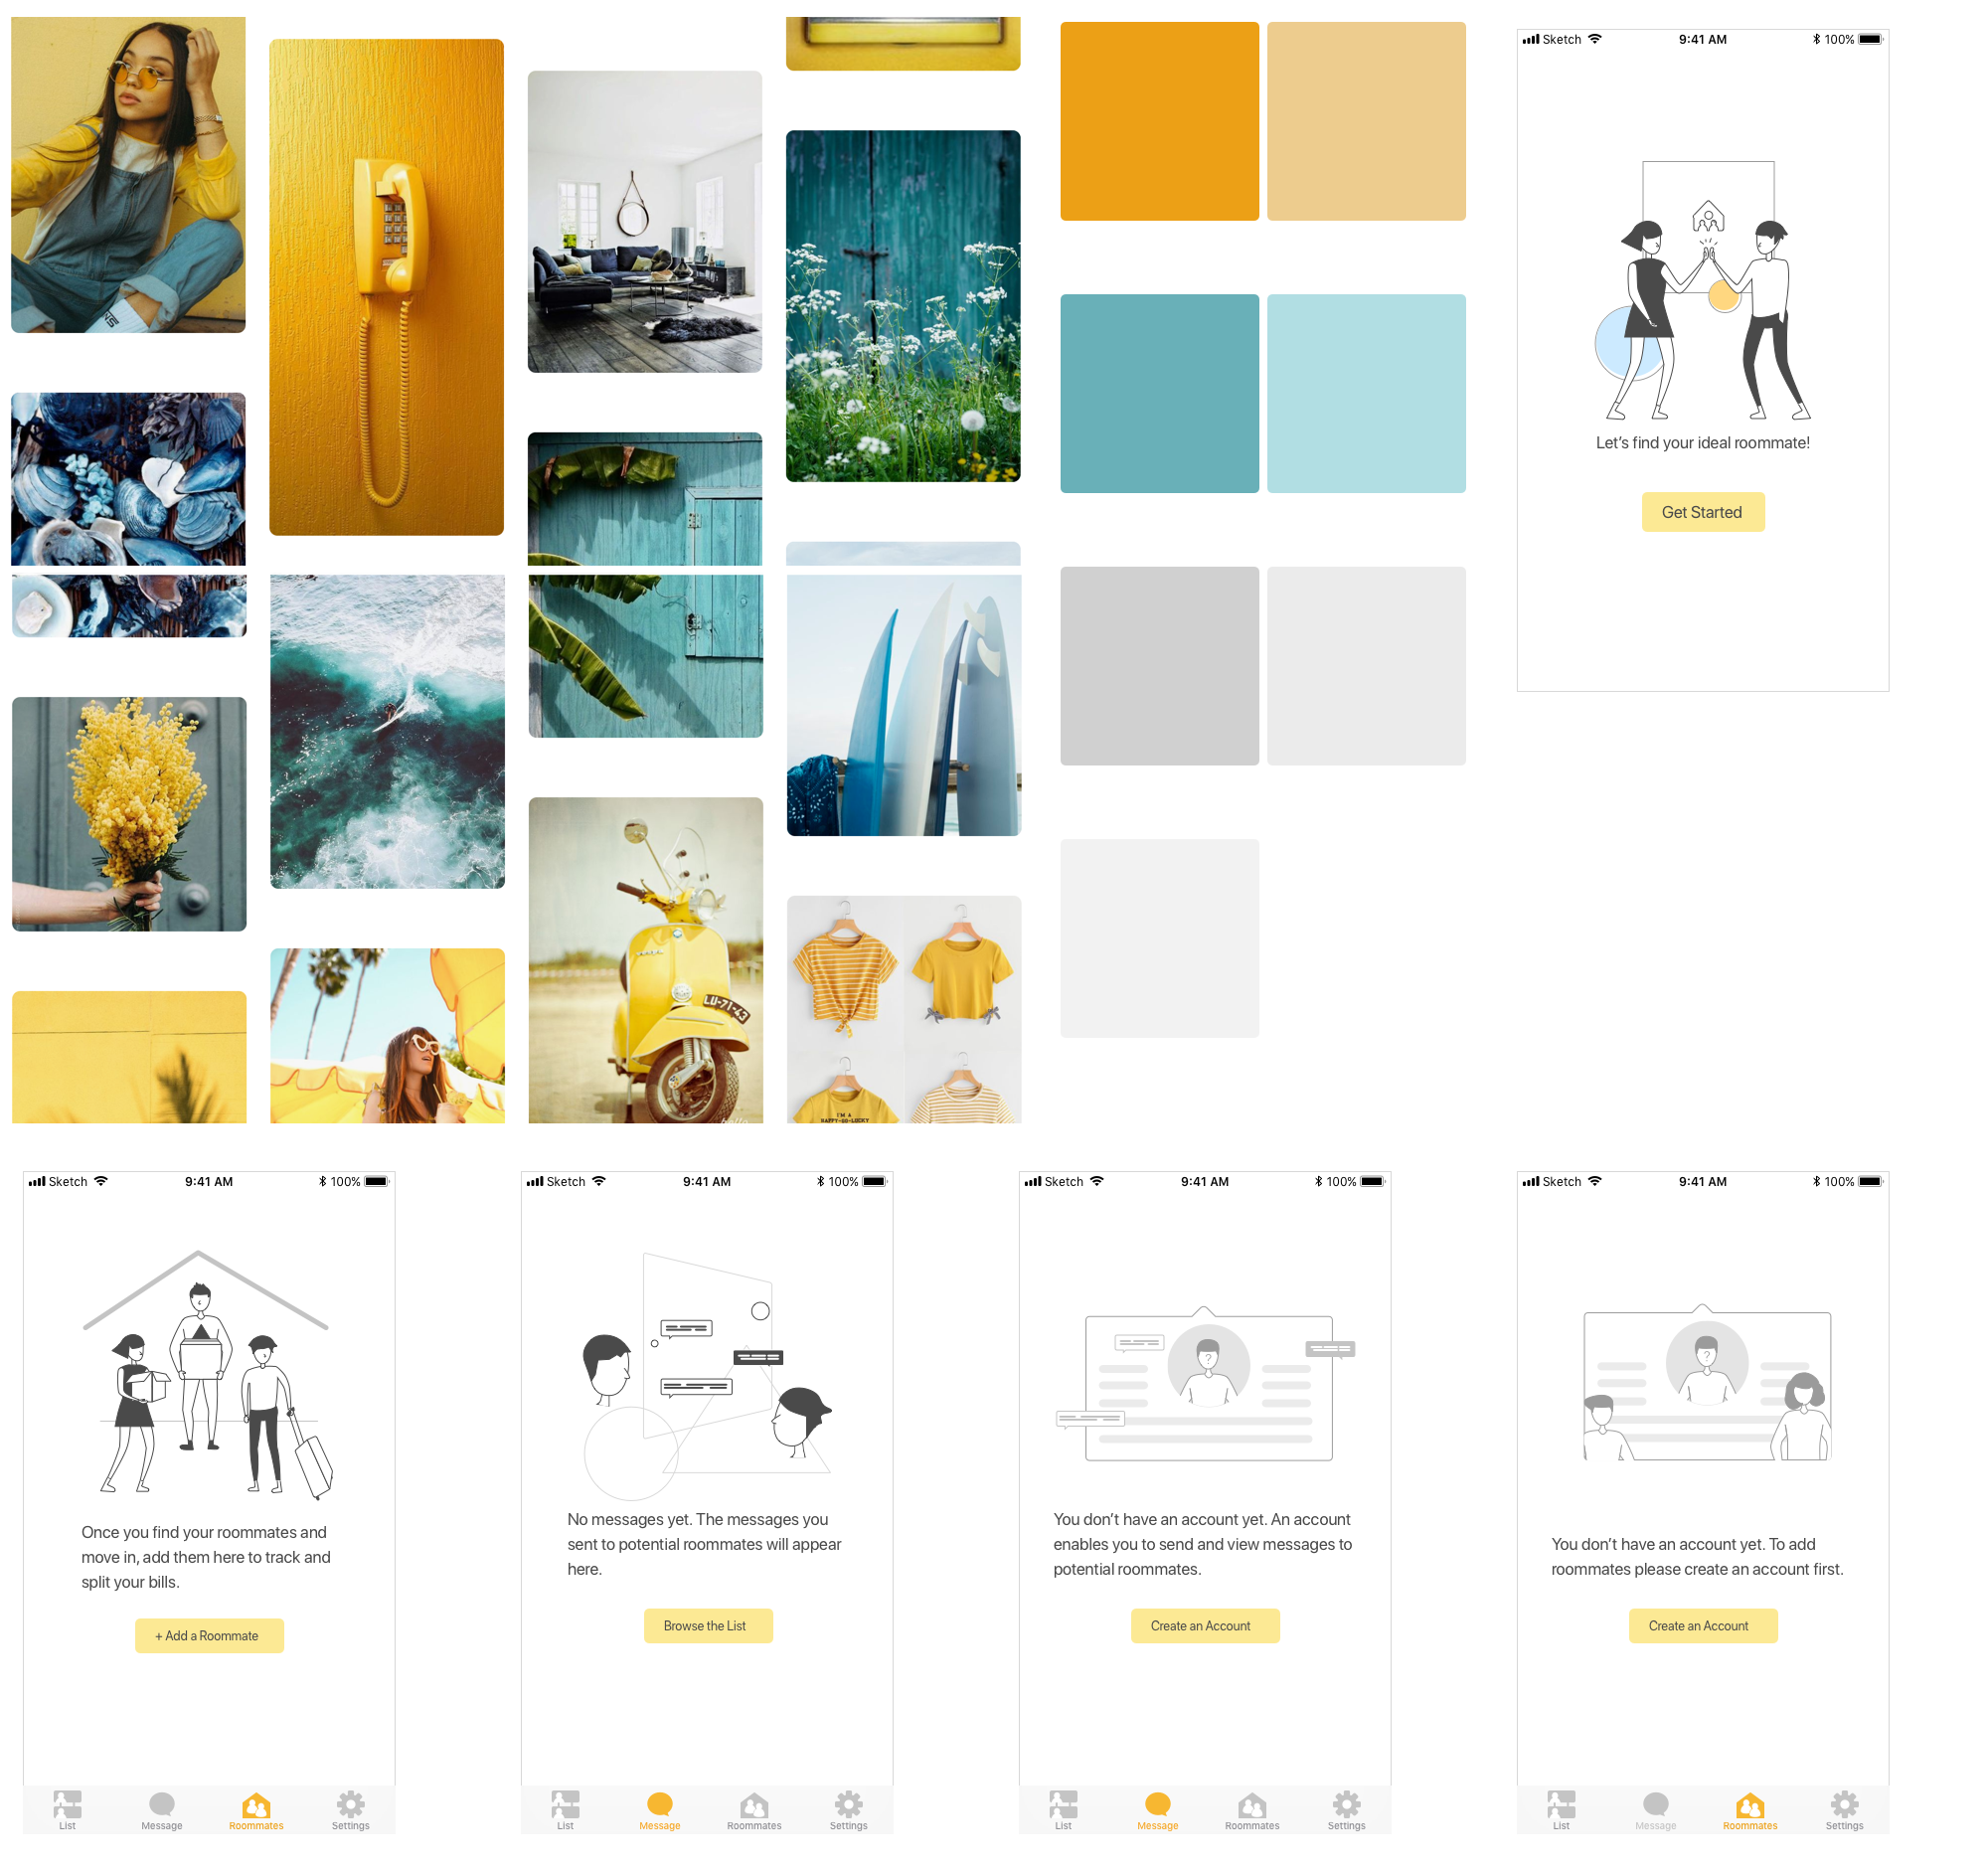 Sketch 9:41 AM 100%
Let's find your ideal roommate!
Get Started
LU-71-43
I'M A
HAPPY-GO-LUCKY
Sketch 9:41 AM 100%
Once you find your roommates and
move in, add them here to track and
split your bills.
+ Add a Roommate
List Message Roommates Settings
Sketch 9:41 AM 100%
No messages yet. The messages you
sent to potential roommates will appear
here.
Browse the List
List Message Roommates Settings
Sketch 9:41 AM 100%
?
You don't have an account yet. An account
enables you to send and view messages to
potential roommates.
Create an Account
List Message Roommates Settings
Sketch 9:41 AM 100%
?
You don't have an account yet. To add
roommates please create an account first.
Create an Account
List Message Roommates Settings